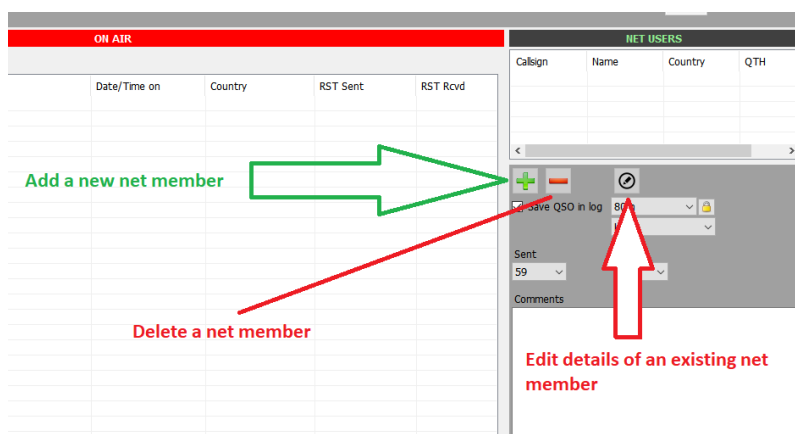 ON AIR
NET USERS
Callsign Name Country QTH
Date/Time on Country RST Sent RST Rcvd
Add a new net member
Save QSO in log
Sent
59
Comments
Delete a net member
Edit details of an existing net
member